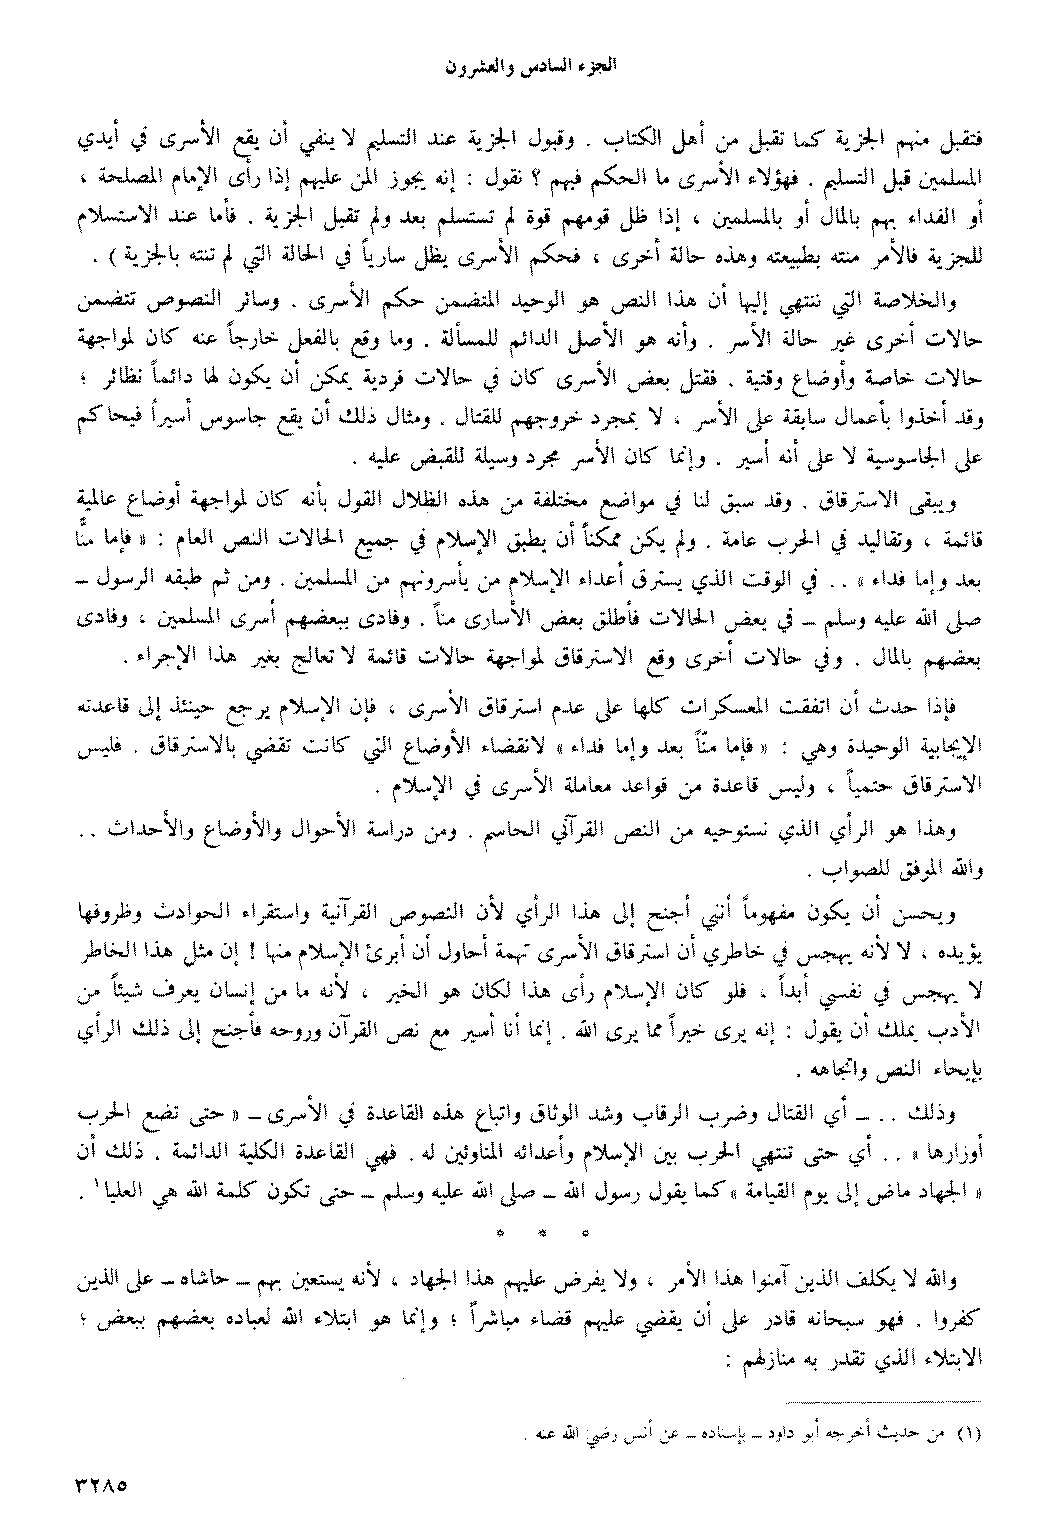 الجزء السادس والعشرون
فتقبل منهم الجزية كما تقبل من أهل الكتاب . وقبول الجزية عند التسليم لا ينفي أن يقع الأسرى في أيدي
المسلمين قبل التسليم . فهؤلاء الأسرى ما الحكم فيهم ؟ نقول : إنه يجوز المن عليهم إذا رأى الإمام المصلحة ،
أو الفداء بهم بالمال أو بالمسلمين ، إذا ظل قومهم قوة لم تستسلم بعد ولم تقبل الجزية . فأما عند الاستسلام
للجزية فالأمر منته بطبيعته وهذه حالة أخرى ، فحكم الأسرى يظل سارياً في الحالة التي لم تنته بالجزية ) .
والخلاصة التي ننتهي إليها أن هذا النص هو الوحيد المتضمن حكم الأسرى . وسائر النصوص تتضمن
حالات أخرى غير حالة الأسر . وأنه هو الأصل الدائم للمسألة . وما وقع بالفعل خارجاً عنه كان لمواجهة
حالات خاصة وأوضاع وقتية . فقتل بعض الأسرى كان في حالات فردية يمكن أن يكون لها دائماً نظائر ؛
وقد أخذوا بأعمال سابقة على الأسر ، لا بمجرد خروجهم للقتال . ومثال ذلك أن يقع جاسوس أسيراً فيحاكم
على الجاسوسية لا على أنه أسير . وإنما كان الأسر مجرد وسيلة للقبض عليه .
ويبقى الاسترقاق . وقد سبق لنا في مواضع مختلفة من هذه الظلال القول بأنه كان لمواجهة أوضاع عالمية
قائمة ، وتقاليد في الحرب عامة . ولم يكن ممكناً أن يطبق الإسلام في جميع الحالات النص العام : « فإما منًّا
بعد وإما فداء » .. في الوقت الذي يسترق أعداء الإسلام من يأسرونهم من المسلمين . ومن ثم طبقه الرسول –
صلى الله عليه وسلم – في بعض الحالات فأطلق بعض الأسارى مناً . وفادى ببعضهم أسرى المسلمين ، وفادى
بعضهم بالمال . وفي حالات أخرى وقع الاسترقاق لمواجهة حالات قائمة لا تعالج بغير هذا الإجراء .
فإذا حدث أن اتفقت المعسكرات كلها على عدم استرقاق الأسرى ، فإن الإسلام يرجع حينئذ إلى قاعدته
الإيجابية الوحيدة وهي : « فإما منّاً بعد وإما فداء » لانقضاء الأوضاع التي كانت تقضي بالاسترقاق . فليس
الاسترقاق حتمياً ، وليس قاعدة من قواعد معاملة الأسرى في الإسلام .
وهذا هو الرأي الذي نستوحيه من النص القرآني الحاسم . ومن دراسة الأحوال والأوضاع والأحداث ..
والله الموفق للصواب .
ويحسن أن يكون مفهوماً أنني أجنح إلى هذا الرأي لأن النصوص القرآنية واستقراء الحوادث وظروفها
يؤيده ، لا لأنه يهجس في خاطري أن استرقاق الأسرى تهمة أحاول أن أبرئ الإسلام منها ! إن مثل هذا الخاطر
لا يهجس في نفسي أبداً ، فلو كان الإسلام رأى هذا لكان هو الخير ، لأنه ما من إنسان يعرف شيئاً من
الأدب يملك أن يقول : إنه يرى خيراً مما يرى الله . إنما أنا أسير مع نص القرآن وروحه فأجنح إلى ذلك الرأي
بإيحاء النص واتجاهه .
وذلك .. – أي القتال وضرب الرقاب وشد الوثاق واتباع هذه القاعدة في الأسرى – « حتى تضع الحرب
أوزارها » .. أي حتى تنتهي الحرب بين الإسلام وأعدائه المناوئين له . فهي القاعدة الكلية الدائمة . ذلك أن
« الجهاد ماض إلى يوم القيامة » كما يقول رسول الله – صلى الله عليه وسلم – حتى تكون كلمة الله هي العليا¹ .
* * *
والله لا يكلف الذين آمنوا هذا الأمر ، ولا يفرض عليهم هذا الجهاد ، لأنه يستعين بهم – حاشاه – على الذين
كفروا . فهو سبحانه قادر على أن يقضي عليهم قضاء مباشراً ؛ وإنما هو ابتلاء الله لعباده بعضهم ببعض ؛
الابتلاء الذي تقدر به منازلهم :
(١) من حديث أخرجه أبو داود – بإسناده – عن أنس رضي الله عنه .
٣٢٨٥